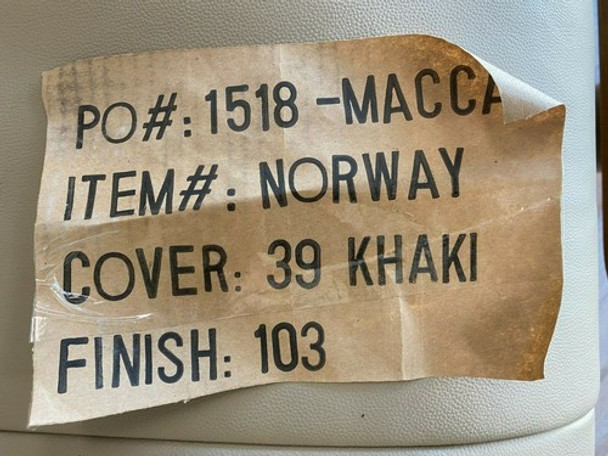 PO#: 1518 -MACCA
ITEM#: NORWAY
COVER: 39 KHAKI
FINISH: 103